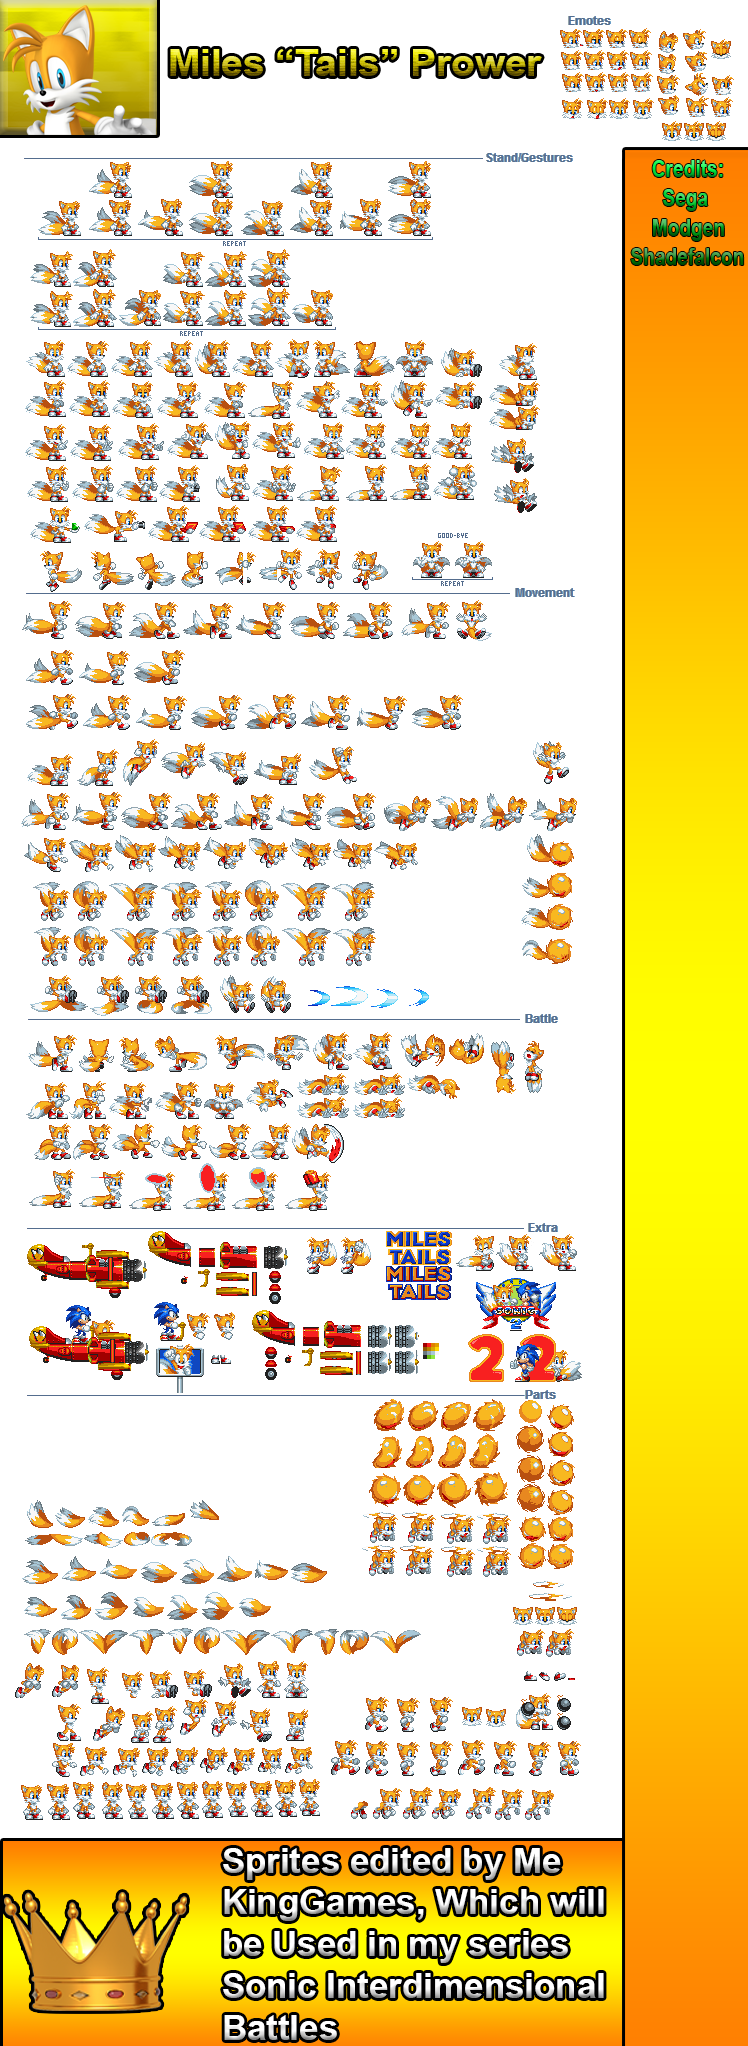 Emotes
Miles “Tails” Prower
Stand/Gestures
Credits:
Sega
Modgen
Shadefalcon
REPEAT
REPEAT
GOOD-BYE
REPEAT
Movement
Battle
Extra
MILES
TAILS
MILES
TAILS
SONIC
2
2 2
Parts
Sprites edited by Me
KingGames, Which will
be Used in my series
Sonic Interdimensional
Battles